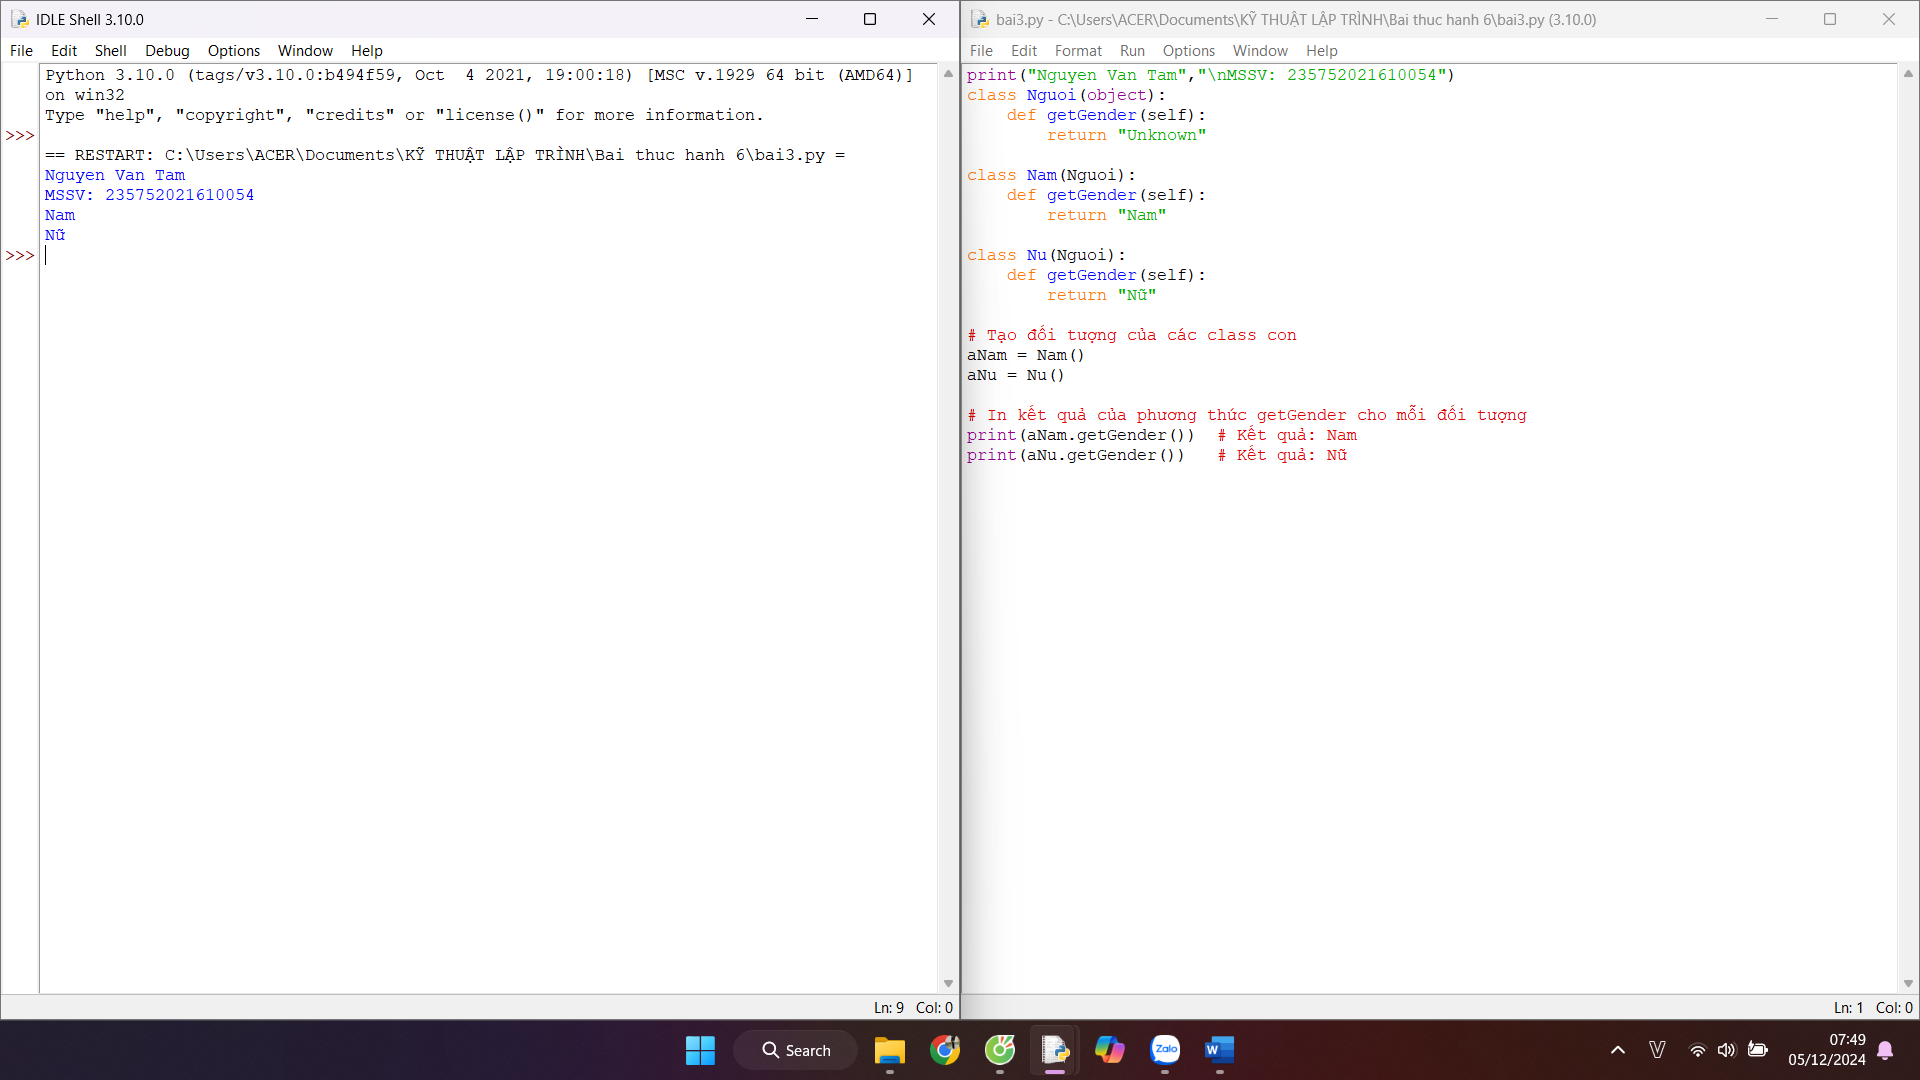 IDLE Shell 3.10.0
File Edit Shell Debug Options Window Help
Python 3.10.0 (tags/v3.10.0:b494f59, Oct  4 2021, 19:00:18) [MSC v.1929 64 bit (AMD64)]
on win32
Type "help", "copyright", "credits" or "license()" for more information.
>>>
== RESTART: C:\Users\ACER\Documents\KỸ THUẬT LẬP TRÌNH\Bai thuc hanh 6\bai3.py =
Nguyen Van Tam
MSSV: 235752021610054
Nam
Nữ
>>>
Ln: 9 Col: 0
bai3.py - C:\Users\ACER\Documents\KỸ THUẬT LẬP TRÌNH\Bai thuc hanh 6\bai3.py (3.10.0)
File Edit Format Run Options Window Help
print("Nguyen Van Tam","\nMSSV: 235752021610054")
class Nguoi(object):
    def getGender(self):
        return "Unknown"
class Nam(Nguoi):
    def getGender(self):
        return "Nam"
class Nu(Nguoi):
    def getGender(self):
        return "Nữ"
# Tạo đối tượng của các class con
aNam = Nam()
aNu = Nu()
# In kết quả của phương thức getGender cho mỗi đối tượng
print(aNam.getGender())  # Kết quả: Nam
print(aNu.getGender())   # Kết quả: Nữ
Ln: 1 Col: 0
Search
Zalo
W
V
07:49
05/12/2024